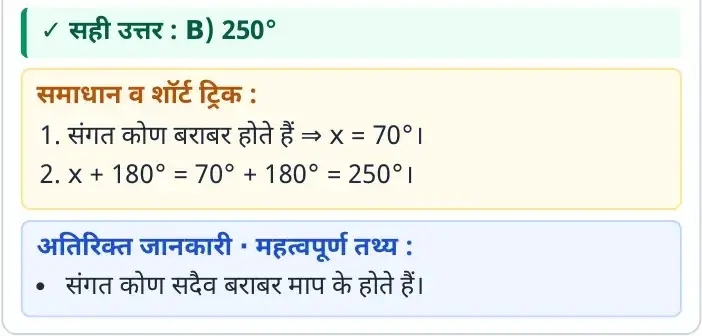 ✓ सही उत्तर : B) 250°
समाधान व शॉर्ट ट्रिक :
1. संगत कोण बराबर होते हैं ⇒ x = 70°।
2. x + 180° = 70° + 180° = 250°।
अतिरिक्त जानकारी · महत्वपूर्ण तथ्य :
• संगत कोण सदैव बराबर माप के होते हैं।